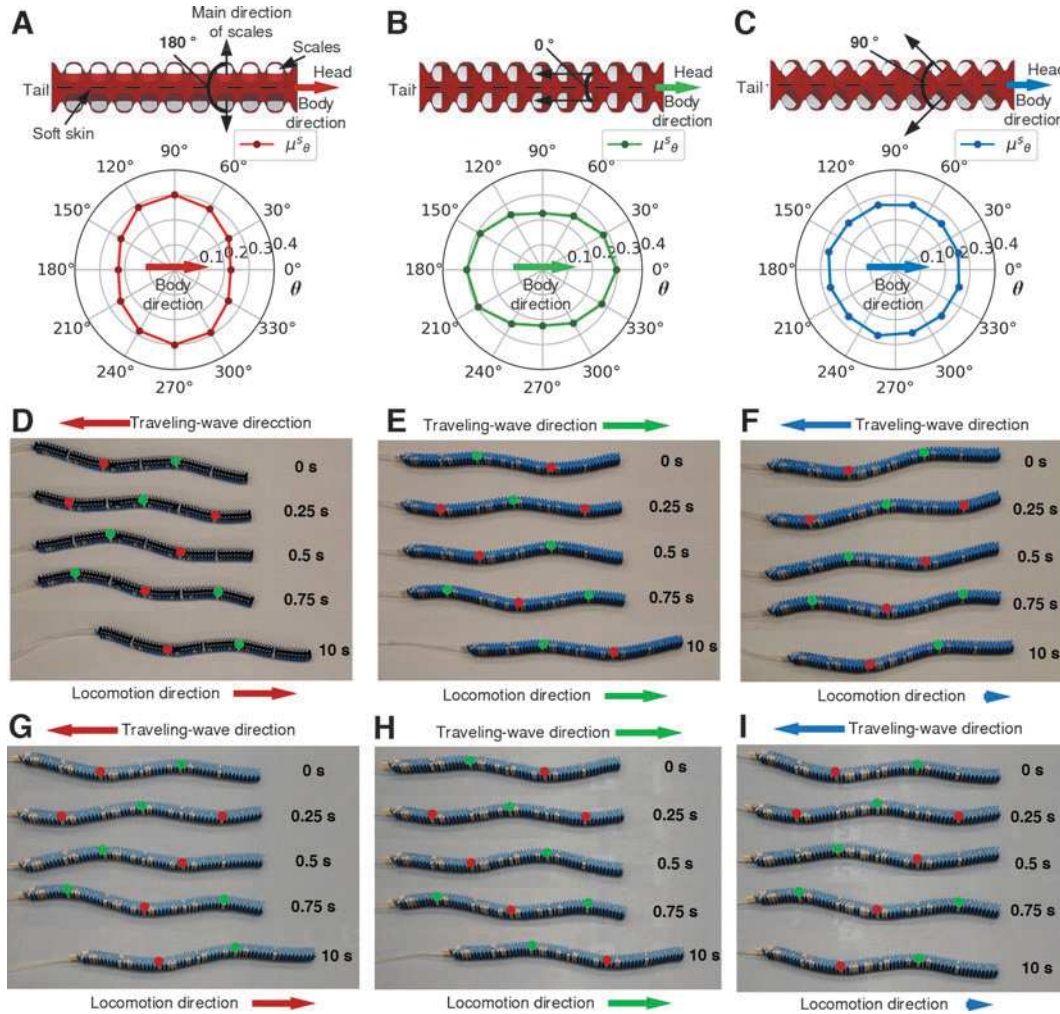 A
Main direction
of scales
180°
Scales
Head
Tail
Soft skin
Body
direction
μˢθ
90°
120°
60°
150°
30°
180°
0.1
0.2
0.3
0.4
0°
Body
direction
θ
210°
330°
240°
300°
270°
B
0°
Head
Tail
Body
direction
μˢθ
90°
120°
60°
150°
30°
180°
0.1
0.2
0.3
0.4
0°
Body
direction
θ
210°
330°
240°
300°
270°
C
90°
Head
Tail
Body
direction
μˢθ
90°
120°
60°
150°
30°
180°
0.1
0.2
0.3
0.4
0°
Body
direction
θ
210°
330°
240°
300°
270°
D
Traveling-wave direcction
0 s
0.25 s
0.5 s
0.75 s
10 s
Locomotion direction
E
Traveling-wave direction
0 s
0.25 s
0.5 s
0.75 s
10 s
Locomotion direction
F
Traveling-wave direction
0 s
0.25 s
0.5 s
0.75 s
10 s
Locomotion direction
G
Traveling-wave direction
0 s
0.25 s
0.5 s
0.75 s
10 s
Locomotion direction
H
Traveling-wave direction
0 s
0.25 s
0.5 s
0.75 s
10 s
Locomotion direction
I
Traveling-wave direction
0 s
0.25 s
0.5 s
0.75 s
10 s
Locomotion direction